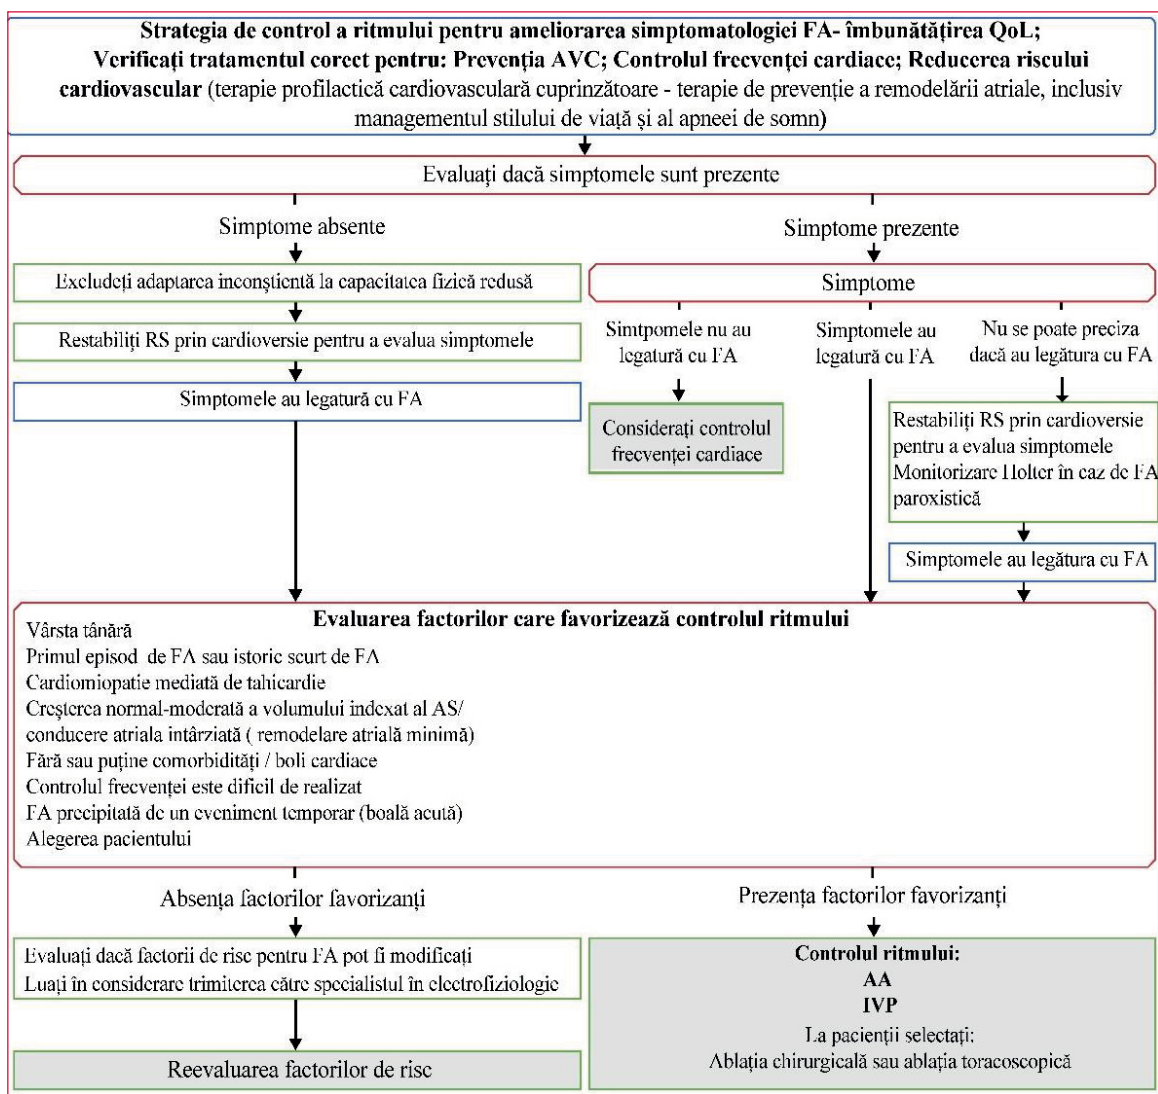 Strategia de control a ritmului pentru ameliorarea simptomatologiei FA- îmbunătățirea QoL;
Verificați tratamentul corect pentru: Prevenția AVC; Controlul frecvenței cardiace; Reducerea riscului
cardiovascular (terapie profilactică cardiovasculară cuprinzătoare - terapie de prevenție a remodelării atriale, inclusiv
managementul stilului de viață și al apneei de somn)
Evaluați dacă simptomele sunt prezente
Simptome absente
Simptome prezente
Excludeți adaptarea inconștientă la capacitatea fizică redusă
Simptome
Restabiliți RS prin cardioversie pentru a evalua simptomele
Simtpomele nu au
legatură cu FA
Simptomele au
legatură cu FA
Nu se poate preciza
dacă au legătura cu FA
Simptomele au legatură cu FA
Considerați controlul
frecvenței cardiace
Restabiliți RS prin cardioversie
pentru a evalua simptomele
Monitorizare Holter în caz de FA
paroxistică
Simptomele au legătura cu FA
Evaluarea factorilor care favorizează controlul ritmului
Vârsta tânără
Primul episod de FA sau istoric scurt de FA
Cardiomiopatie mediată de tahicardie
Creșterea normal-moderată a volumului indexat al AS/
conducere atriala intârziată ( remodelare atrială minimă)
Fără sau puține comorbidități / boli cardiace
Controlul frecvenței este dificil de realizat
FA precipitată de un eveniment temporar (boală acută)
Alegerea pacientului
Absența factorilor favorizanți
Prezența factorilor favorizanți
Evaluați dacă factorii de risc pentru FA pot fi modificați
Luați în considerare trimiterea către specialistul în electrofiziologie
Reevaluarea factorilor de risc
Controlul ritmului:
AA
IVP
La pacienții selectați:
Ablația chirurgicală sau ablația toracoscopică